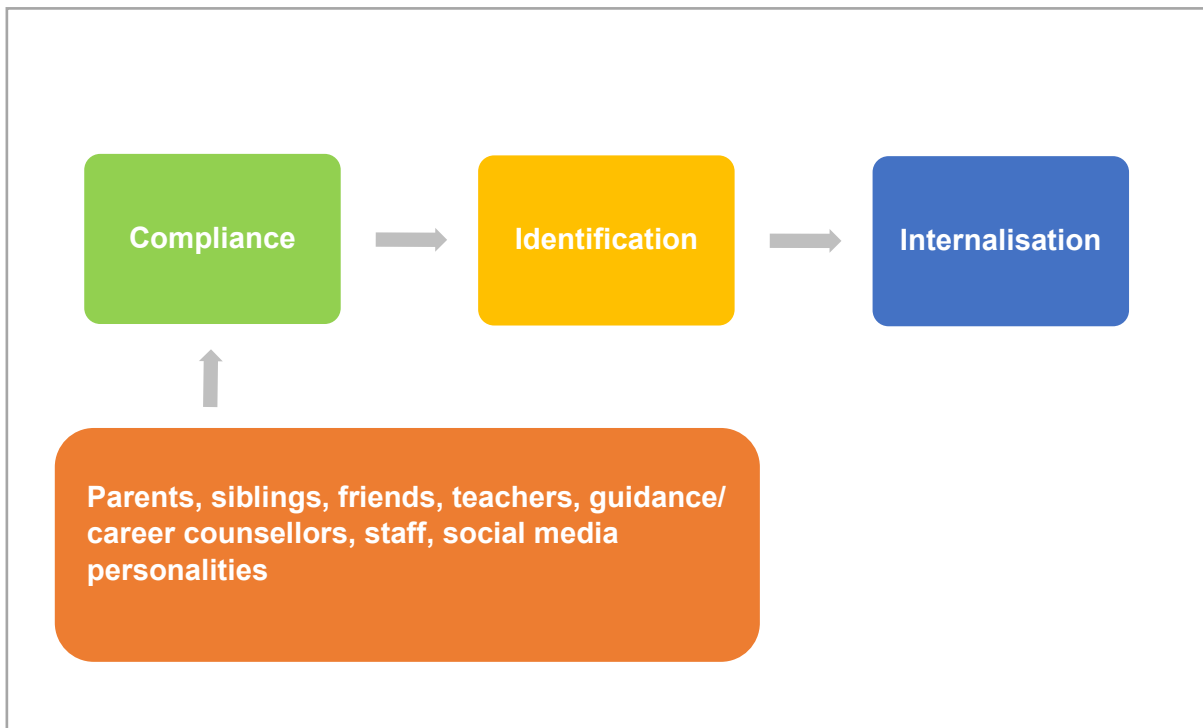 Compliance
Identification
Internalisation
Parents, siblings, friends, teachers, guidance/
career counsellors, staff, social media
personalities